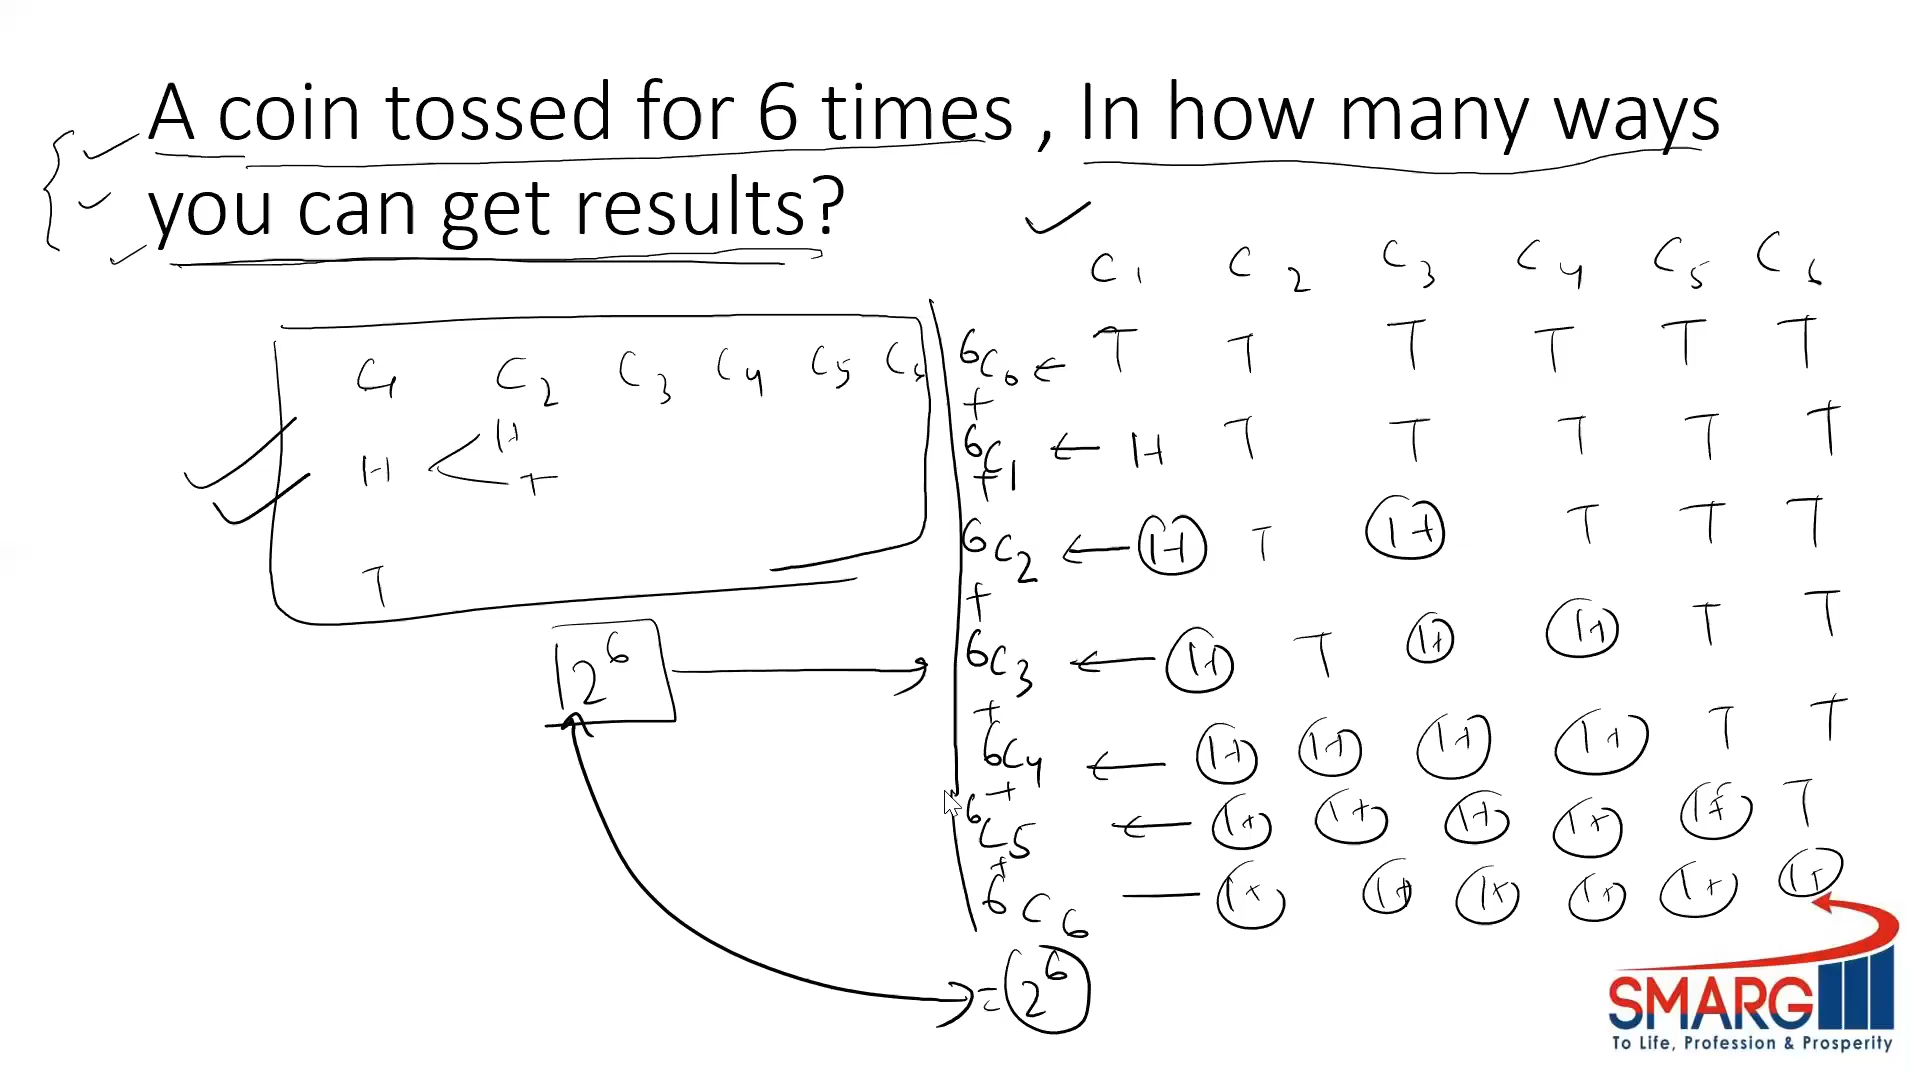 A coin tossed for 6 times , In how many ways
you can get results?
C1 C2 C3 C4 C5 C6
H H
T
T
2^6
C1 C2 C3 C4 C5 C6
6C0 ← T T T T T T
+
6C1 ← H T T T T T
+
6C2 ← H T H T T T
+
6C3 ← H T H H T T
+
6C4 ← H H H H T T
+
6C5 ← H H H H H T
+
6C6 — H H H H H H
= 2^6
SMARG
To Life, Profession & Prosperity